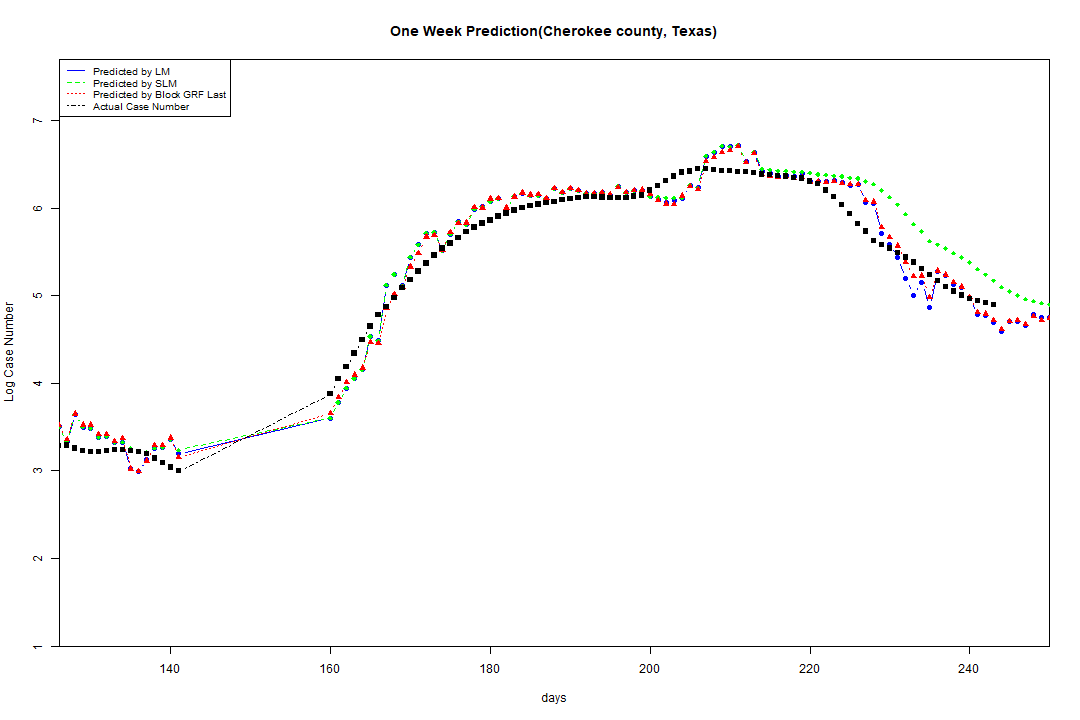 One Week Prediction(Cherokee county, Texas)
Predicted by LM
Predicted by SLM
Predicted by Block GRF Last
Actual Case Number
7
6
5
4
3
2
1
Log Case Number
140 160 180 200 220 240
days